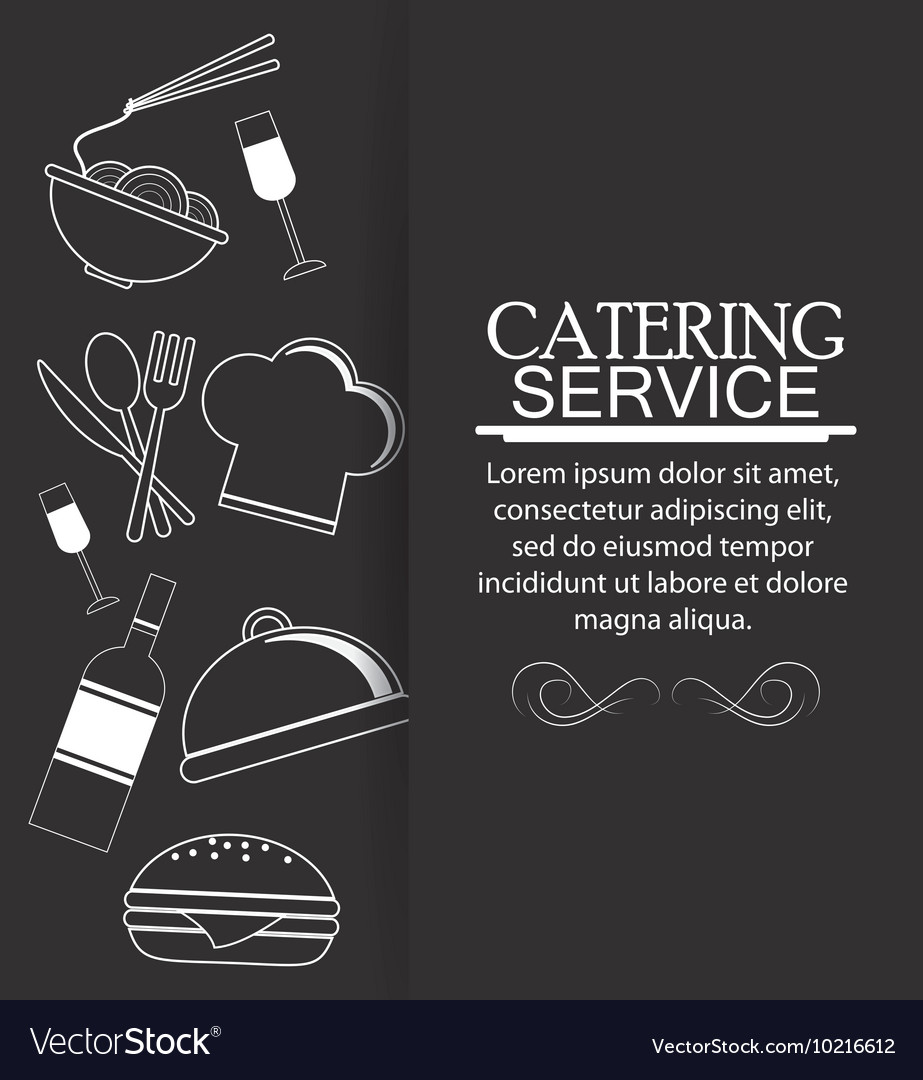 CATERING
SERVICE
Lorem ipsum dolor sit amet,
consectetur adipiscing elit,
sed do eiusmod tempor
incididunt ut labore et dolore
magna aliqua.
VectorStock®
VectorStock.com/10216612